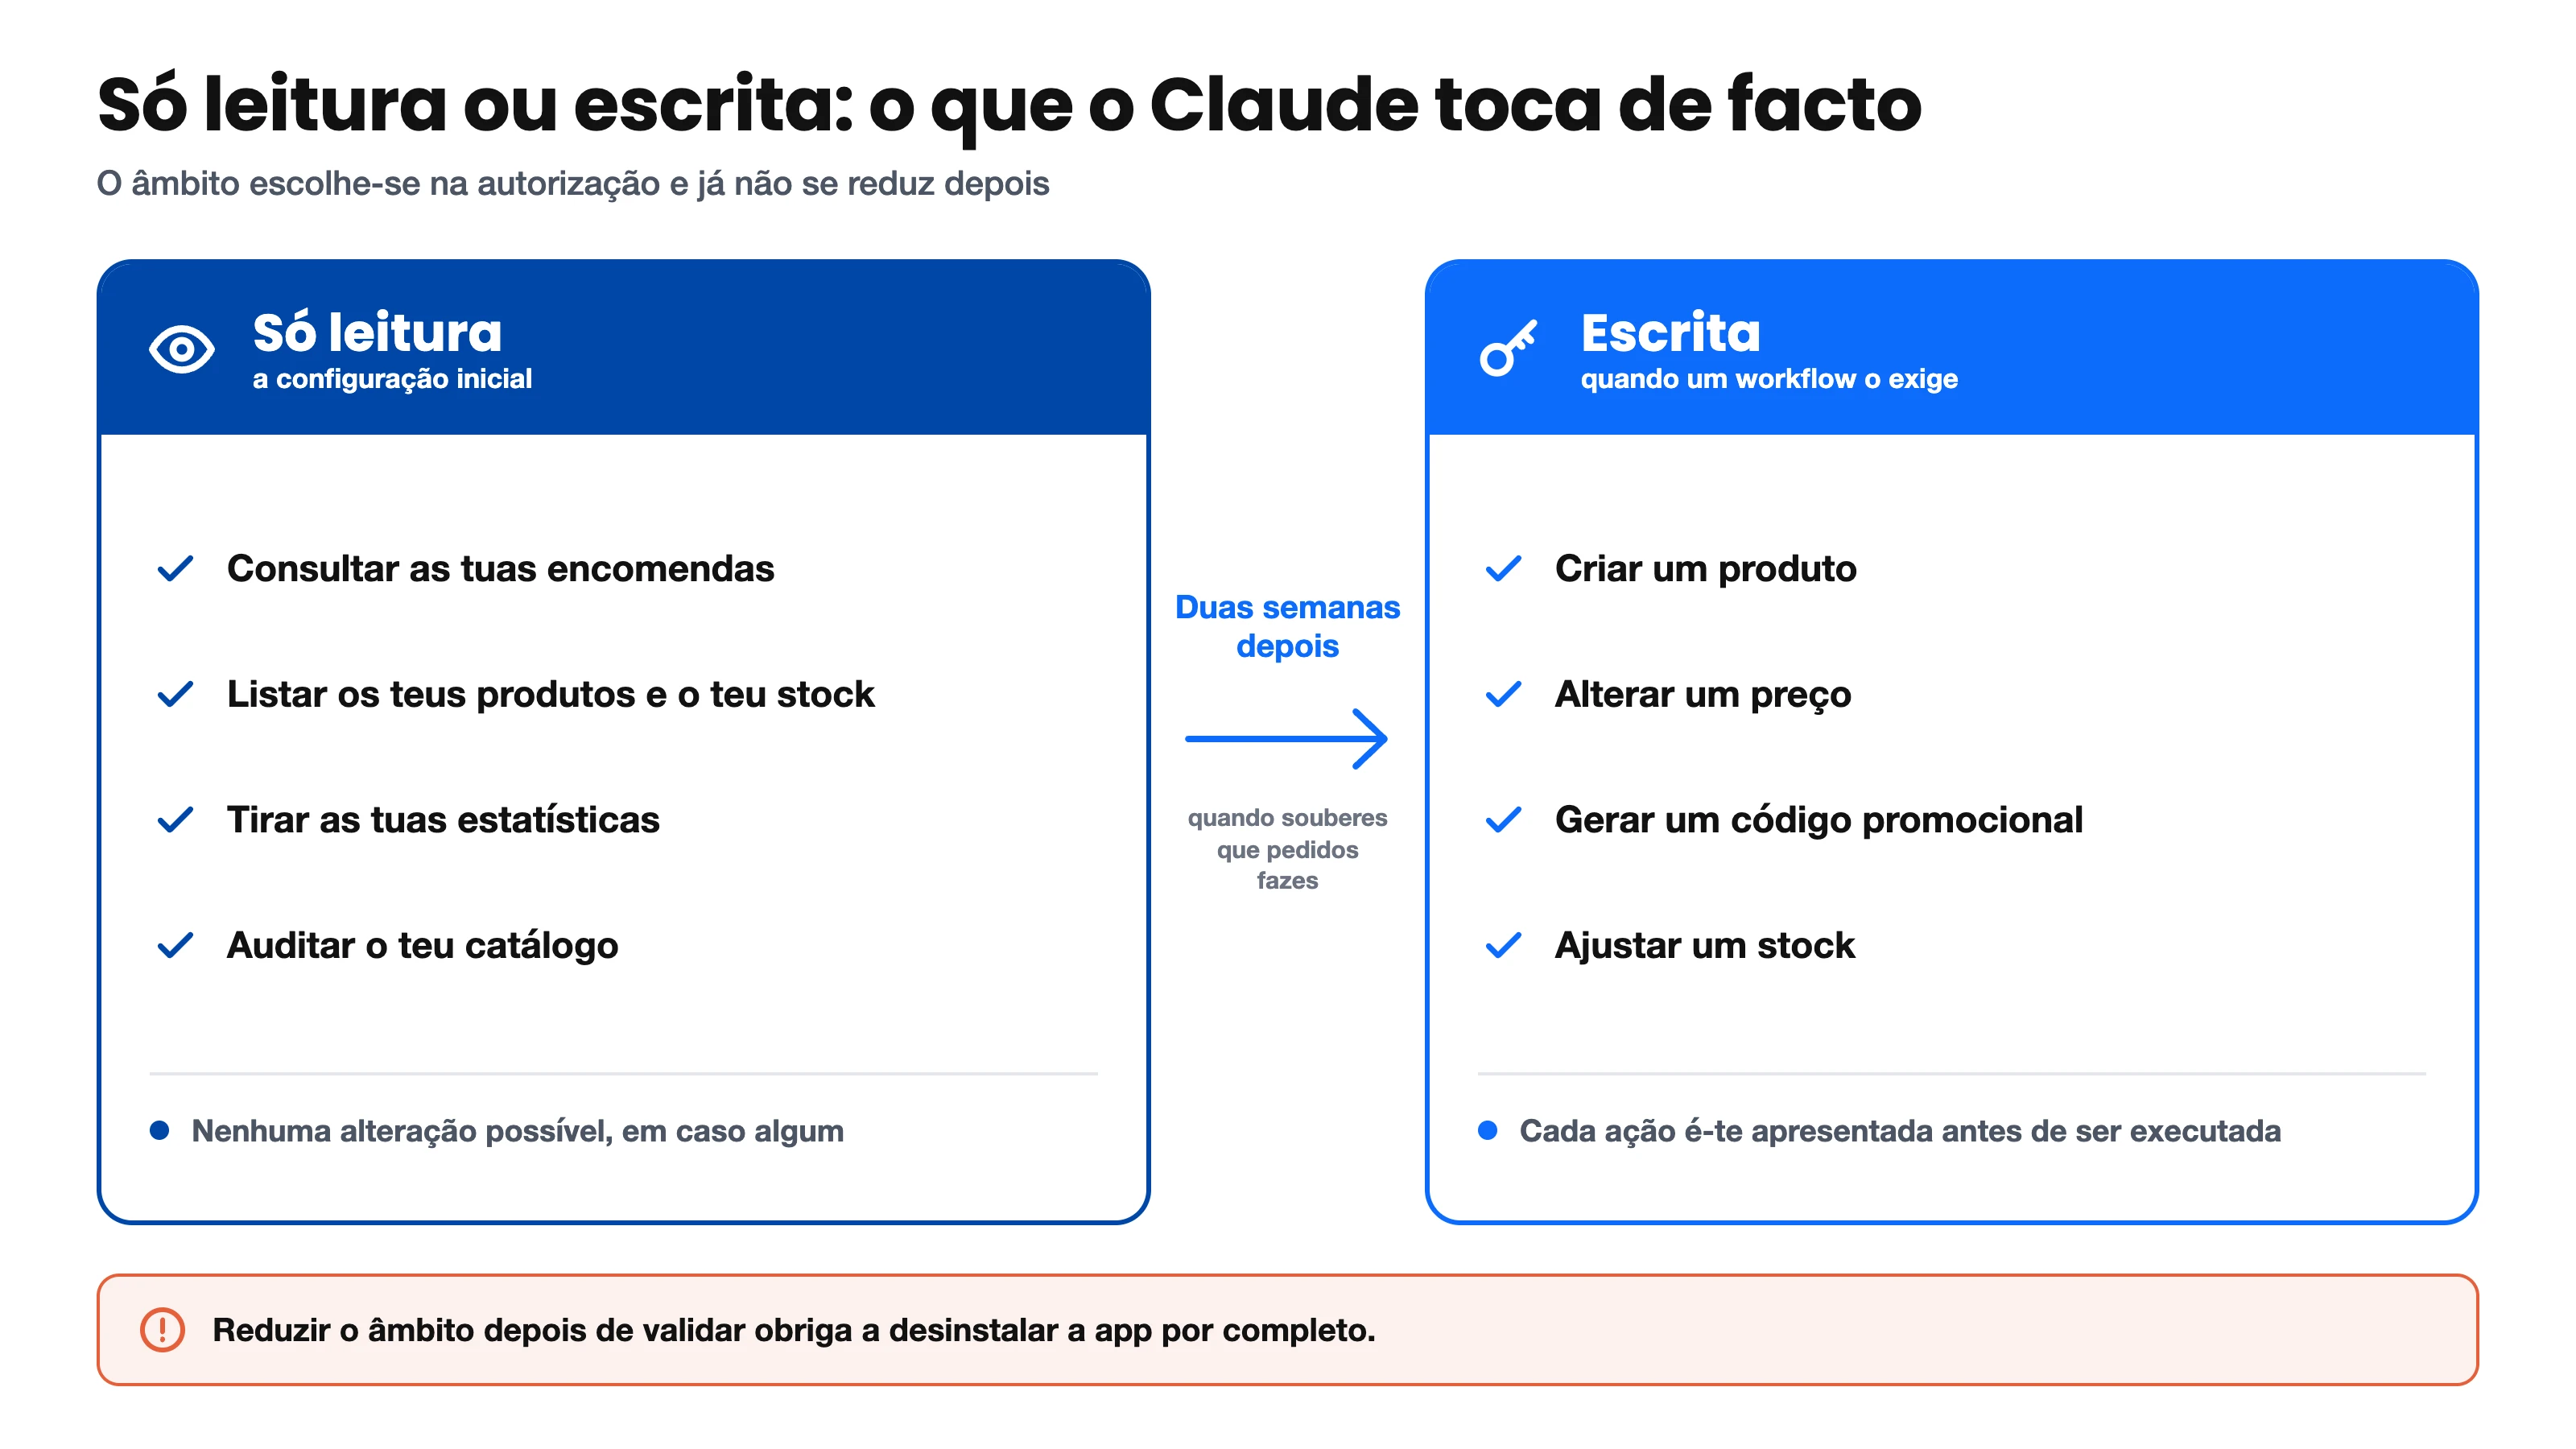 Só leitura ou escrita: o que o Claude toca de facto
O âmbito escolhe-se na autorização e já não se reduz depois
Só leitura
a configuração inicial
Consultar as tuas encomendas
Listar os teus produtos e o teu stock
Tirar as tuas estatísticas
Auditar o teu catálogo
Nenhuma alteração possível, em caso algum
Duas semanas
depois
quando souberes
que pedidos
fazes
Escrita
quando um workflow o exige
Criar um produto
Alterar um preço
Gerar um código promocional
Ajustar um stock
Cada ação é-te apresentada antes de ser executada
Reduzir o âmbito depois de validar obriga a desinstalar a app por completo.